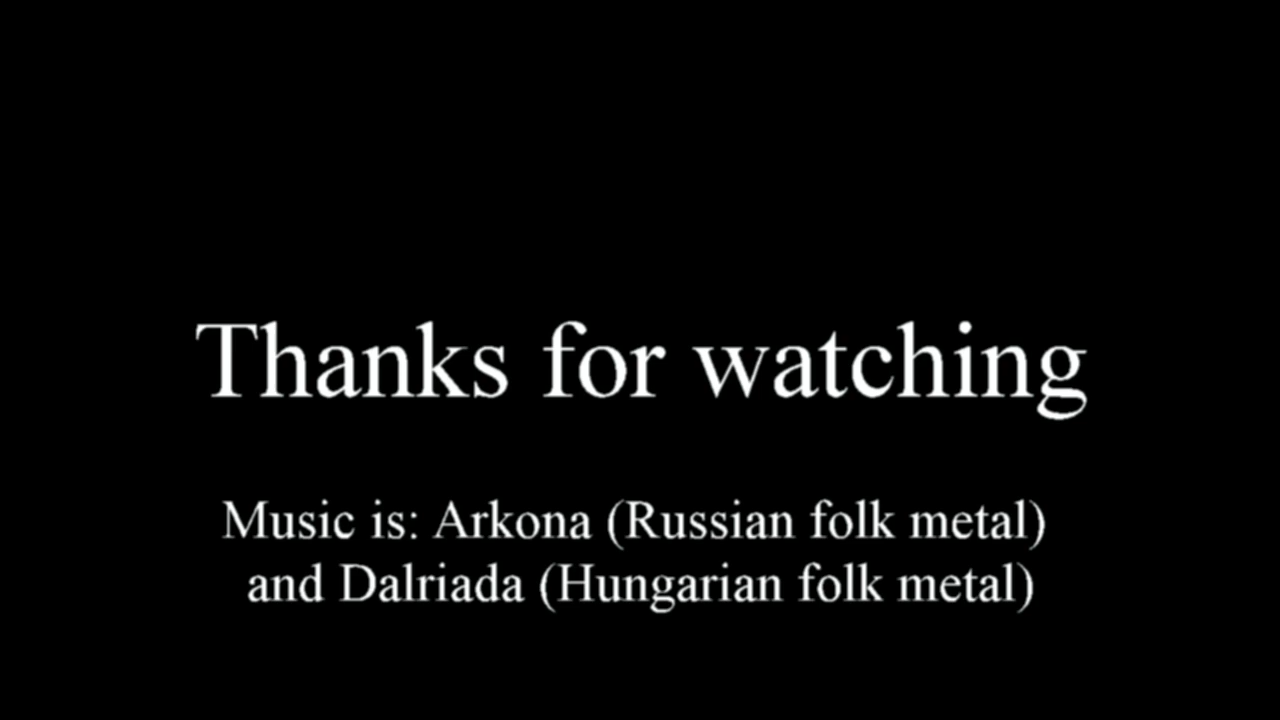 Thanks for watching
Music is: Arkona (Russian folk metal)
and Dalriada (Hungarian folk metal)